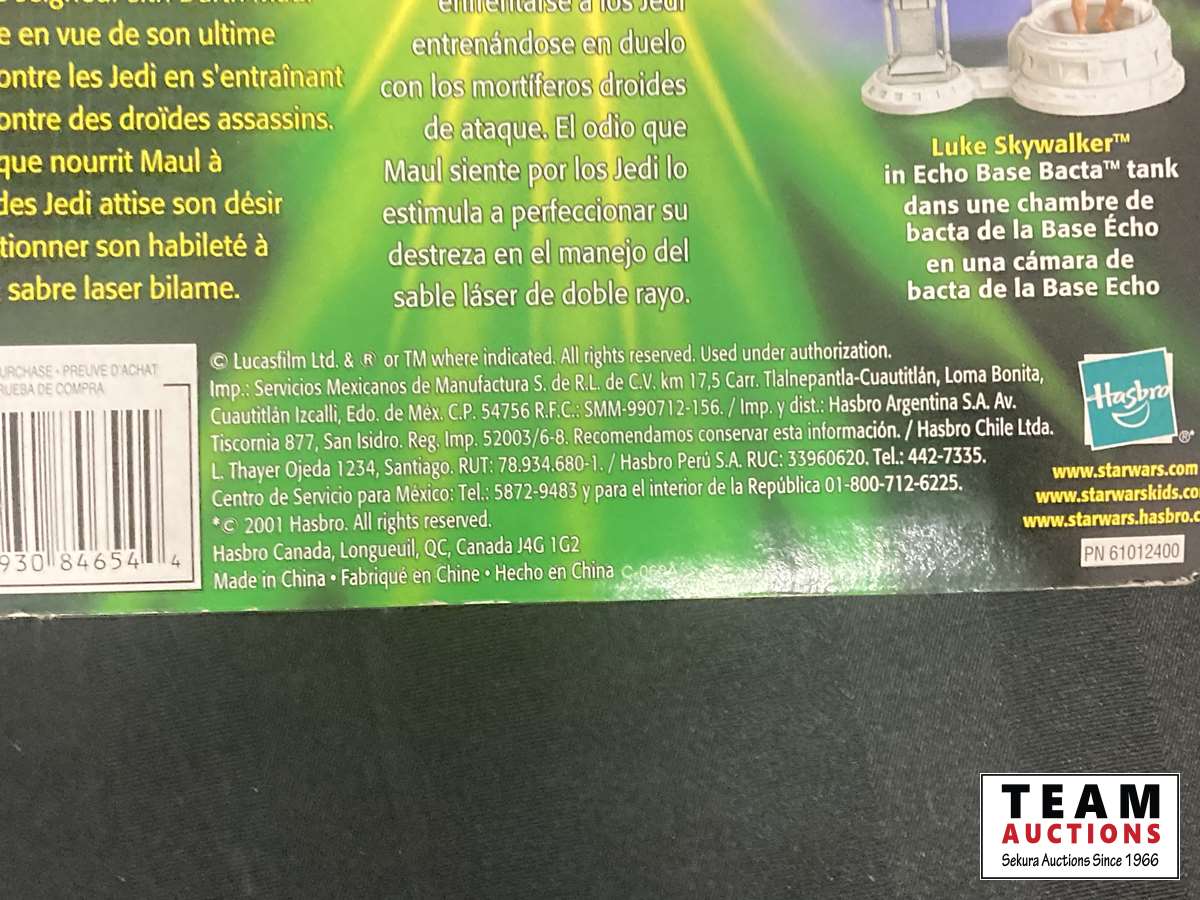 e en vue de son ultime
ontre les Jedi en s'entraînant
ontre des droïdes assassins.
que nourrit Maul à
des Jedi attise son désir
tionner son habileté à
sabre laser bilame.
enfrentarse a los Jedi
entrenándose en duelo
con los mortíferos droides
de ataque. El odio que
Maul siente por los Jedi lo
estimula a perfeccionar su
destreza en el manejo del
sable láser de doble rayo.
Luke Skywalker™
in Echo Base Bacta™ tank
dans une chambre de
bacta de la Base Écho
en una cámara de
bacta de la Base Echo
URCHASE • PREUVE D'ACHAT
RUEBA DE COMPRA
930 84654 4
© Lucasfilm Ltd. & ® or TM where indicated. All rights reserved. Used under authorization.
Imp.: Servicios Mexicanos de Manufactura S. de R.L. de C.V. km 17,5 Carr. Tlalnepantla-Cuautitlán, Loma Bonita,
Cuautitlán Izcalli, Edo. de Méx. C.P. 54756 R.F.C.: SMM-990712-156. / Imp. y dist.: Hasbro Argentina S.A. Av.
Tiscornia 877, San Isidro. Reg. Imp. 52003/6-8. Recomendamos conservar esta información. / Hasbro Chile Ltda.
L. Thayer Ojeda 1234, Santiago. RUT: 78.934.680-1. / Hasbro Perú S.A. RUC: 33960620. Tel.: 442-7335.
Centro de Servicio para México: Tel.: 5872-9483 y para el interior de la República 01-800-712-6225.
*© 2001 Hasbro. All rights reserved.
Hasbro Canada, Longueuil, QC, Canada J4G 1G2
Made in China • Fabriqué en Chine • Hecho en China
Hasbro
®*
www.starwars.com
www.starwarskids.co
www.starwars.hasbro.c
PN 61012400
TEAM
AUCTIONS
Sekura Auctions Since 1966